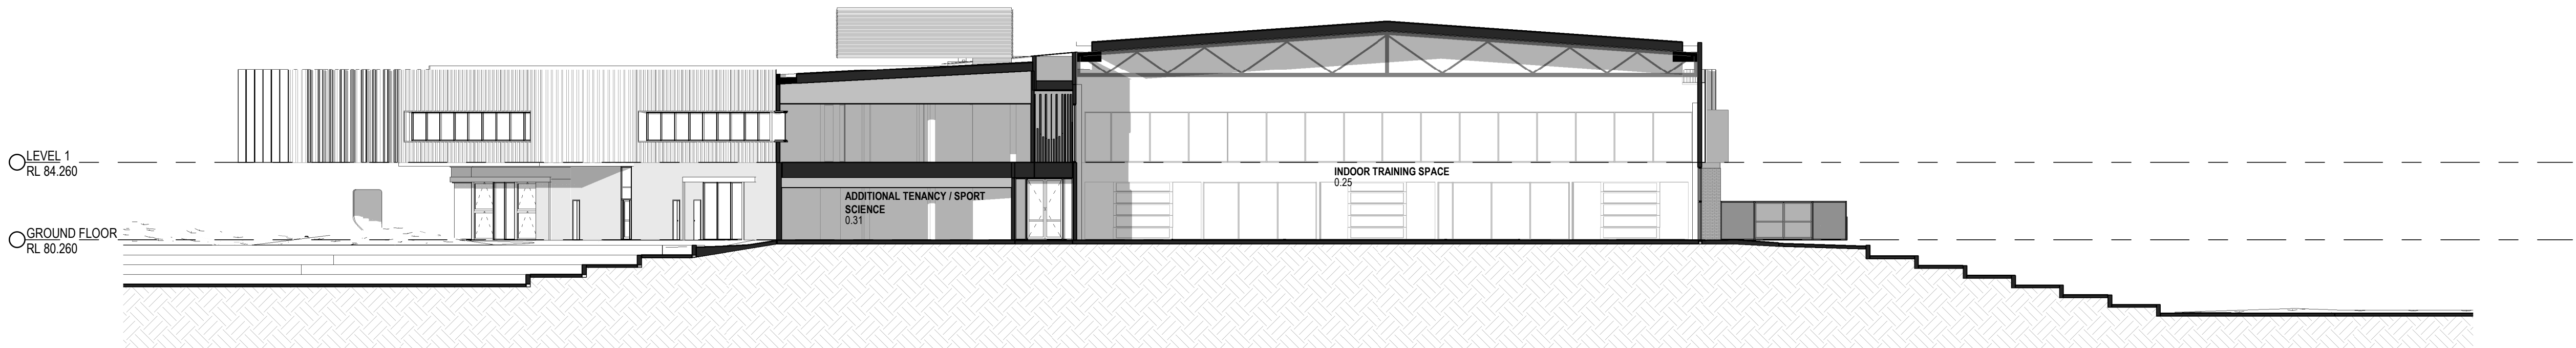 LEVEL 1
RL 84.260
GROUND FLOOR
RL 80.260
ADDITIONAL TENANCY / SPORT
SCIENCE
0.31
INDOOR TRAINING SPACE
0.25